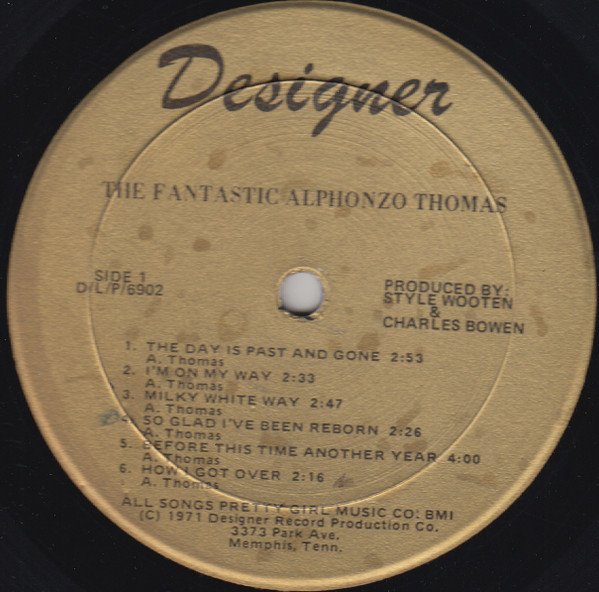 Designer
THE FANTASTIC ALPHONZO THOMAS
SIDE 1
D/L/P/6902
PRODUCED BY:
STYLE WOOTEN
&
CHARLES BOWEN
1. THE DAY IS PAST AND GONE 2:53
A. Thomas
2. I'M ON MY WAY 2:33
A. Thomas
3. MILKY WHITE WAY 2:47
A. Thomas
4. SO GLAD I'VE BEEN REBORN 2:26
A. Thomas
5. BEFORE THIS TIME ANOTHER YEAR 4:00
A. Thomas
6. HOW I GOT OVER 2:16
A. Thomas
ALL SONGS PRETTY GIRL MUSIC CO: BMI
(C) 1971 Designer Record Production Co.
3373 Park Ave.
Memphis, Tenn.